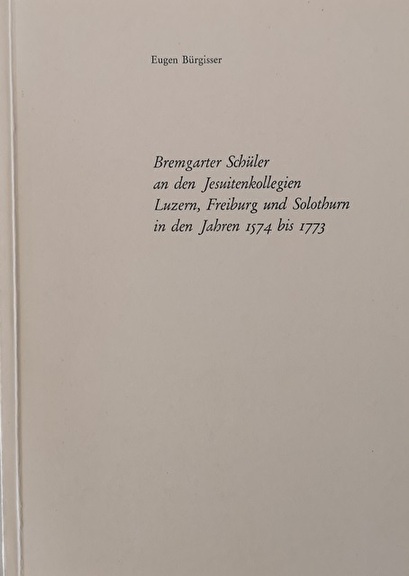 Eugen Bürgisser
Bremgarter Schüler
an den Jesuitenkollegien
Luzern, Freiburg und Solothurn
in den Jahren 1574 bis 1773